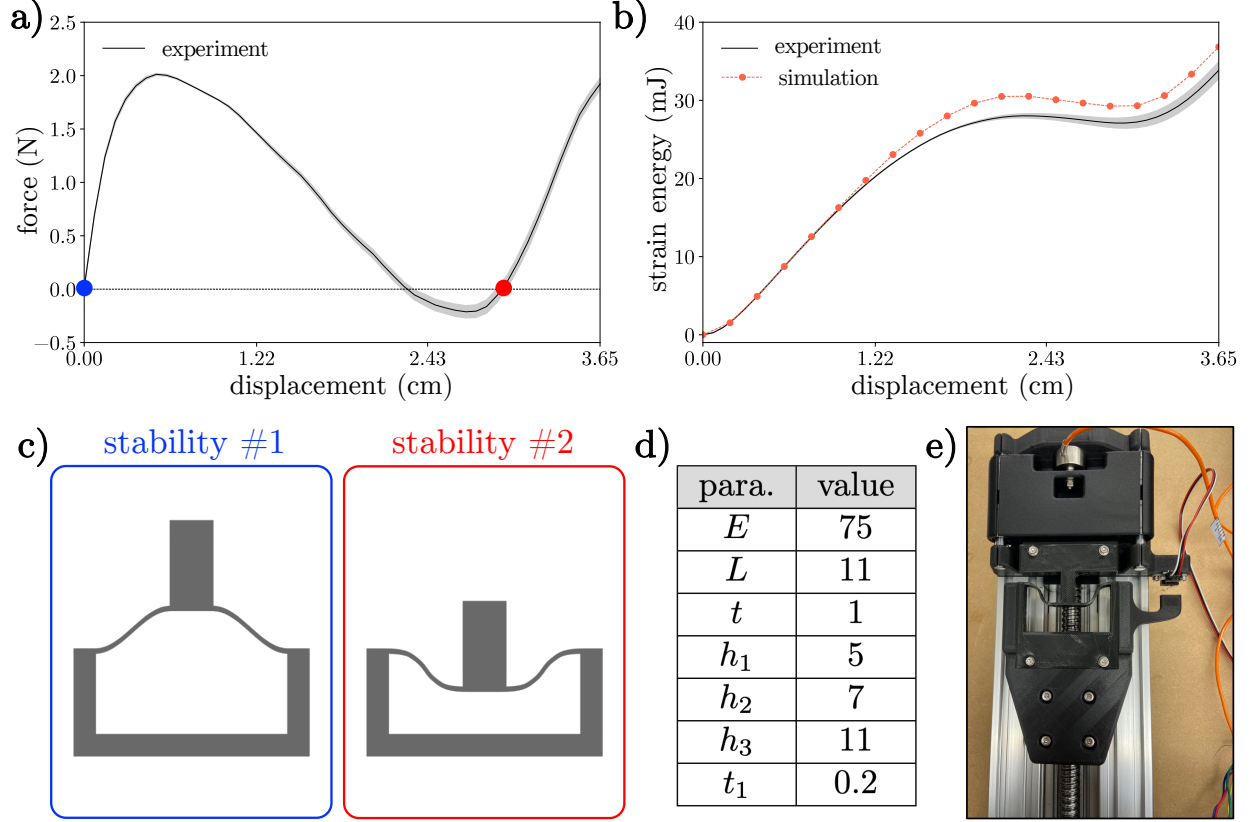 a)
2.5
2.0
1.5
1.0
0.5
0.0
−0.5
force (N)
experiment
0.00 1.22 2.43 3.65
displacement (cm)
b)
40
30
20
10
0
strain energy (mJ)
experiment
simulation
0.00 1.22 2.43 3.65
displacement (cm)
c)
stability #1
stability #2
d)
para. value
E 75
L 11
t 1
h₁ 5
h₂ 7
h₃ 11
t₁ 0.2
e)